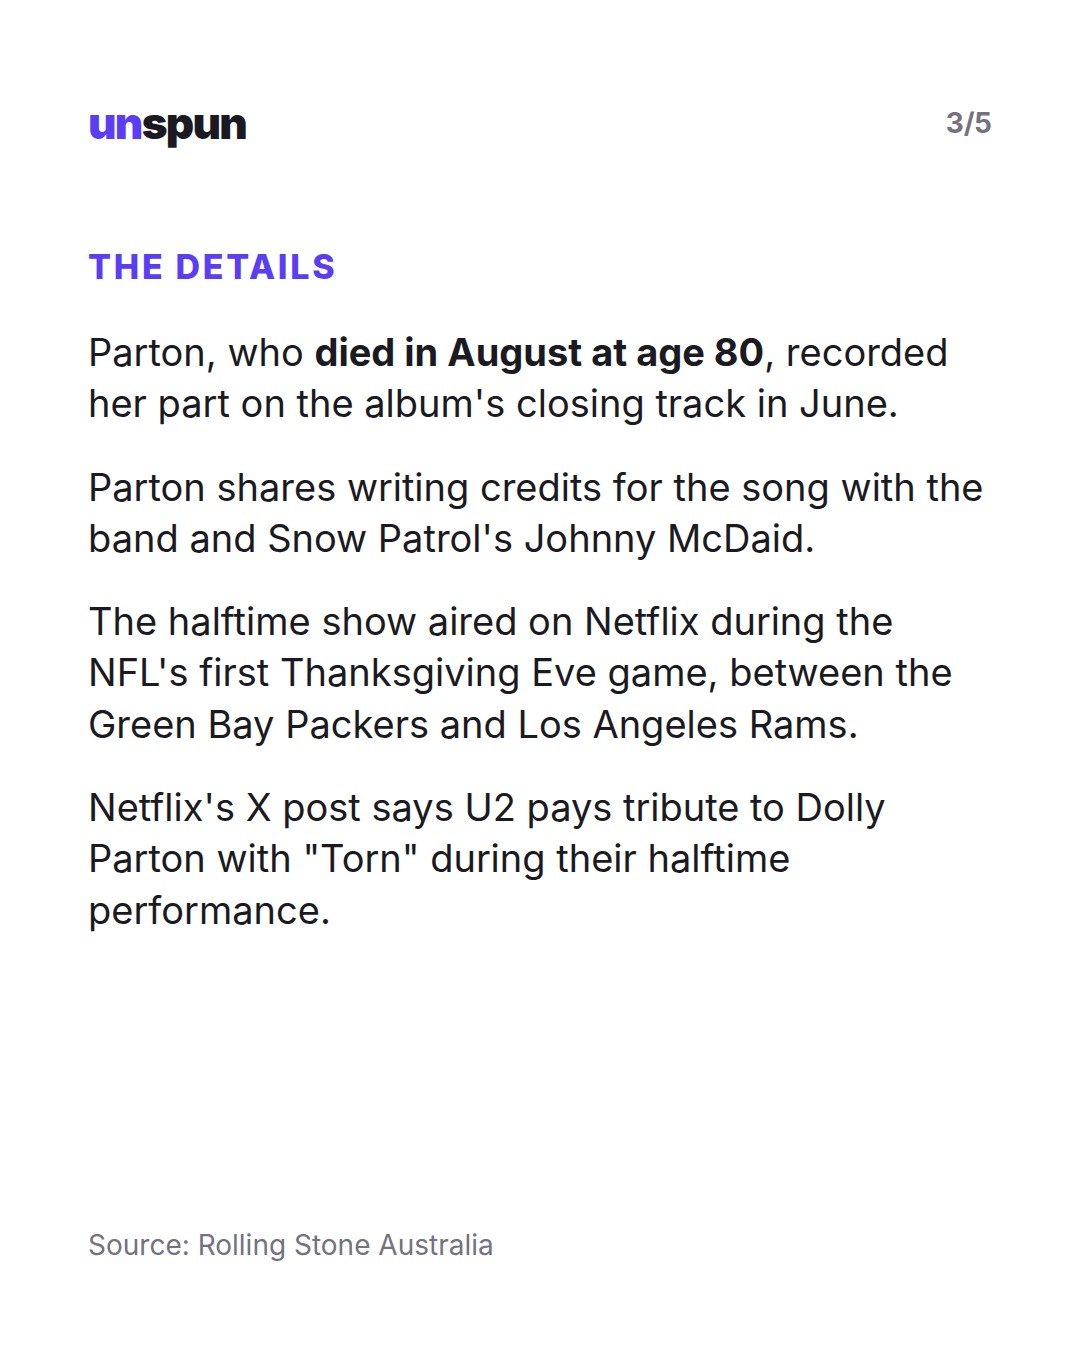 unspun
3/5
THE DETAILS
Parton, who died in August at age 80, recorded
her part on the album's closing track in June.
Parton shares writing credits for the song with the
band and Snow Patrol's Johnny McDaid.
The halftime show aired on Netflix during the
NFL's first Thanksgiving Eve game, between the
Green Bay Packers and Los Angeles Rams.
Netflix's X post says U2 pays tribute to Dolly
Parton with "Torn" during their halftime
performance.
Source: Rolling Stone Australia